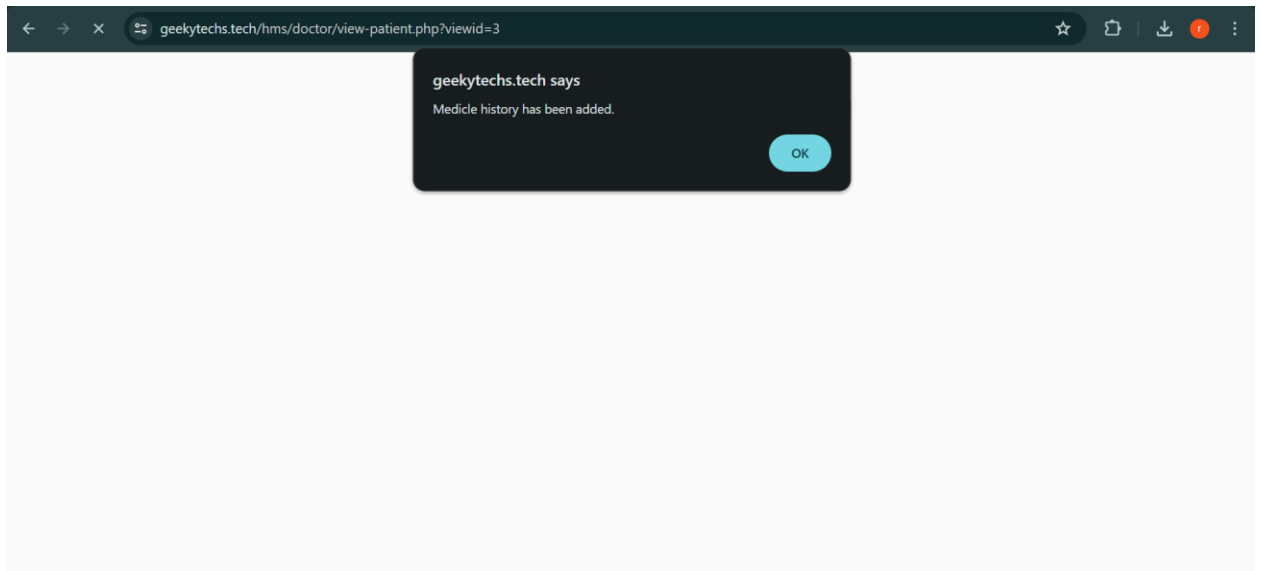 geekytechs.tech/hms/doctor/view-patient.php?viewid=3
r
geekytechs.tech says
Medicle history has been added.
OK